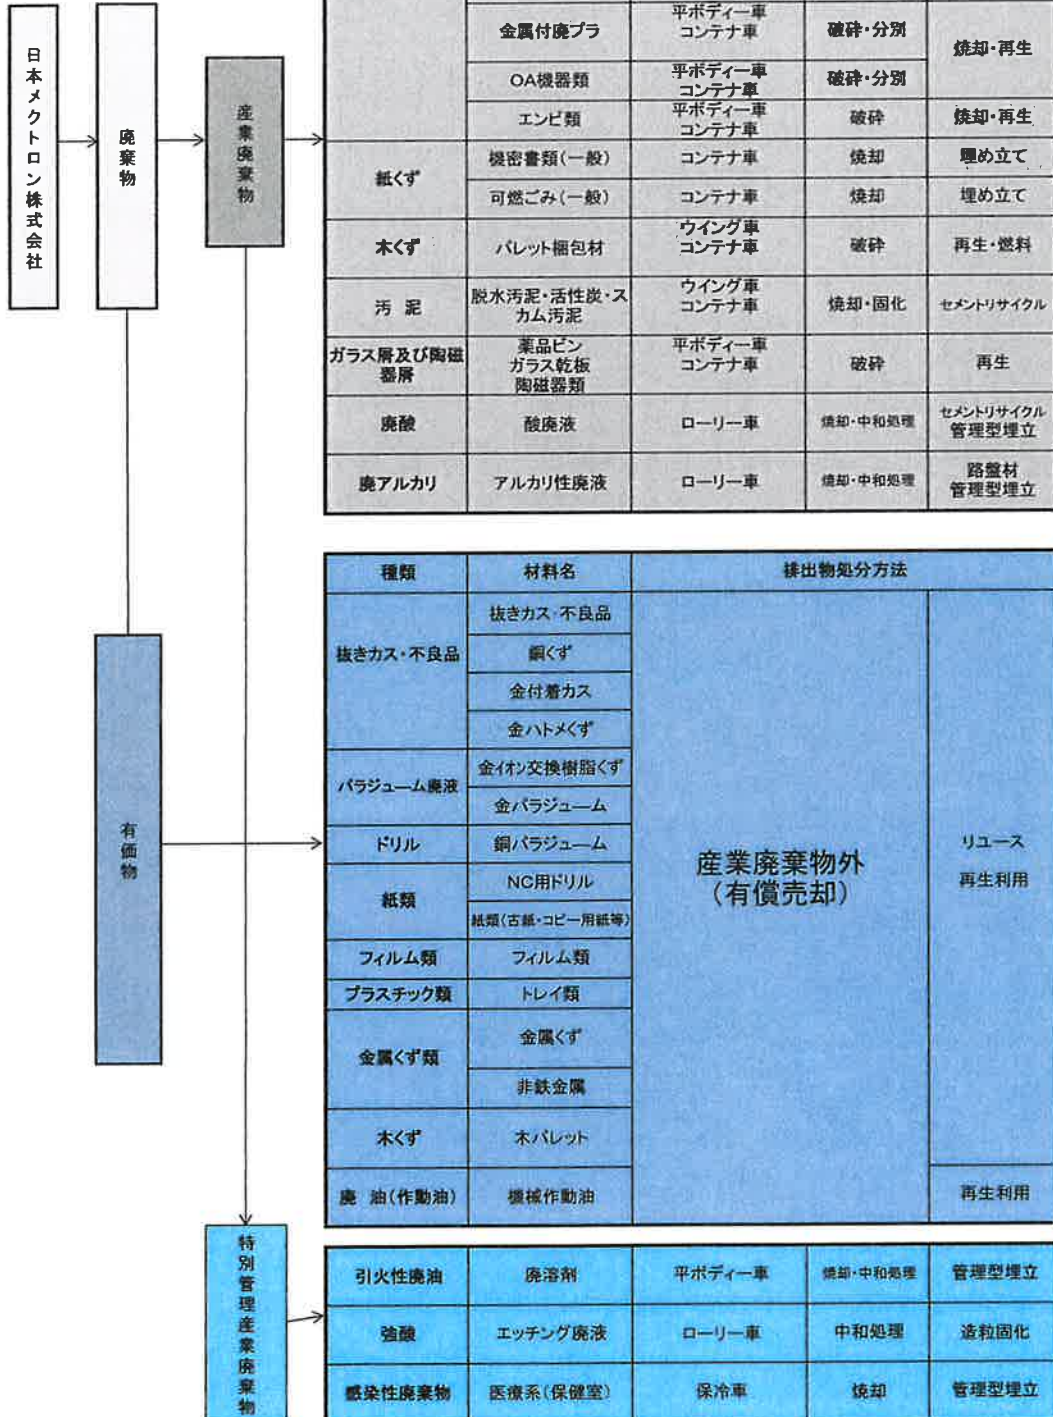 日本メクトロン株式会社
廃棄物
産業廃棄物
金属付廃プラ
平ボディー車
コンテナ車
破砕・分別
焼却・再生
OA機器類
平ボディー車
コンテナ車
破砕・分別
エンビ類
平ボディー車
コンテナ車
破砕
焼却・再生
紙くず
機密書類(一般)
コンテナ車
焼却
埋め立て
可燃ごみ(一般)
コンテナ車
焼却
埋め立て
木くず
パレット梱包材
ウイング車
コンテナ車
破砕
再生・燃料
汚 泥
脱水汚泥・活性炭・ス
カム汚泥
ウイング車
コンテナ車
焼却・固化
セメントリサイクル
ガラス屑及び陶磁
器屑
薬品ビン
ガラス乾板
陶磁器類
平ボディー車
コンテナ車
破砕
再生
廃酸
酸廃液
ローリー車
焼却・中和処理
セメントリサイクル
管理型埋立
廃アルカリ
アルカリ性廃液
ローリー車
焼却・中和処理
路盤材
管理型埋立
有価物
種類
材料名
排出物処分方法
抜きカス・不良品
抜きカス・不良品
銅くず
金付着カス
金ハトメくず
パラジューム廃液
金イオン交換樹脂くず
金パラジューム
ドリル
銅パラジューム
紙類
NC用ドリル
紙類(古紙・コピー用紙等)
フィルム類
フィルム類
プラスチック類
トレイ類
金属くず類
金属くず
非鉄金属
木くず
木パレット
廃 油(作動油)
機械作動油
産業廃棄物外
(有償売却)
リユース
再生利用
再生利用
特別管理産業廃棄物
引火性廃油
廃溶剤
平ボディー車
焼却・中和処理
管理型埋立
強酸
エッチング廃液
ローリー車
中和処理
造粒固化
感染性廃棄物
医療系(保健室)
保冷車
焼却
管理型埋立